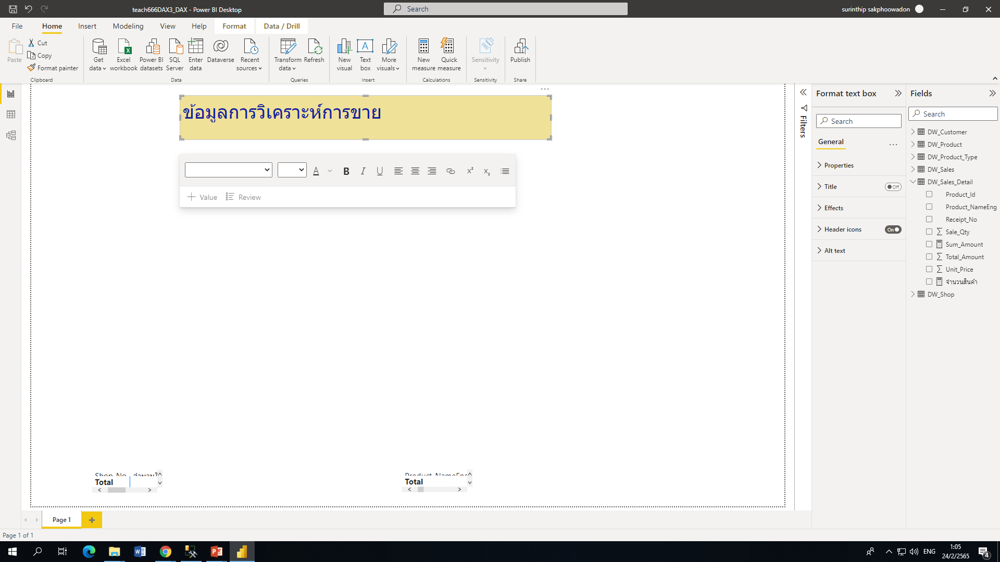 teach666DAX3_DAX - Power BI Desktop
Search
surinthip sakphoowadon
File Home Insert Modeling View Help Format Data / Drill
Paste
Cut
Copy
Format painter
Clipboard
Get data
Excel workbook
Power BI datasets
SQL Server
Enter data
Dataverse
Recent sources
Data
Transform data
Refresh
Queries
New visual
Text box
More visuals
Insert
New measure
Quick measure
Calculations
Sensitivity
Sensitivity
Publish
Share
ข้อมูลการวิเคราะห์การขาย
Value
Review
Filters
Format text box
Search
General
Properties
Title Off
Effects
Header icons On
Alt text
Fields
Search
DW_Customer
DW_Product
DW_Product_Type
DW_Sales
DW_Sales_Detail
Product_Id
Product_NameEng
Receipt_No
Sale_Qty
Sum_Amount
Total_Amount
Unit_Price
จำนวนสินค้า
DW_Shop
Shop_No
Total
Product_NameEng
Total
Page 1
Page 1 of 1
ENG
1:05
24/2/2565
4